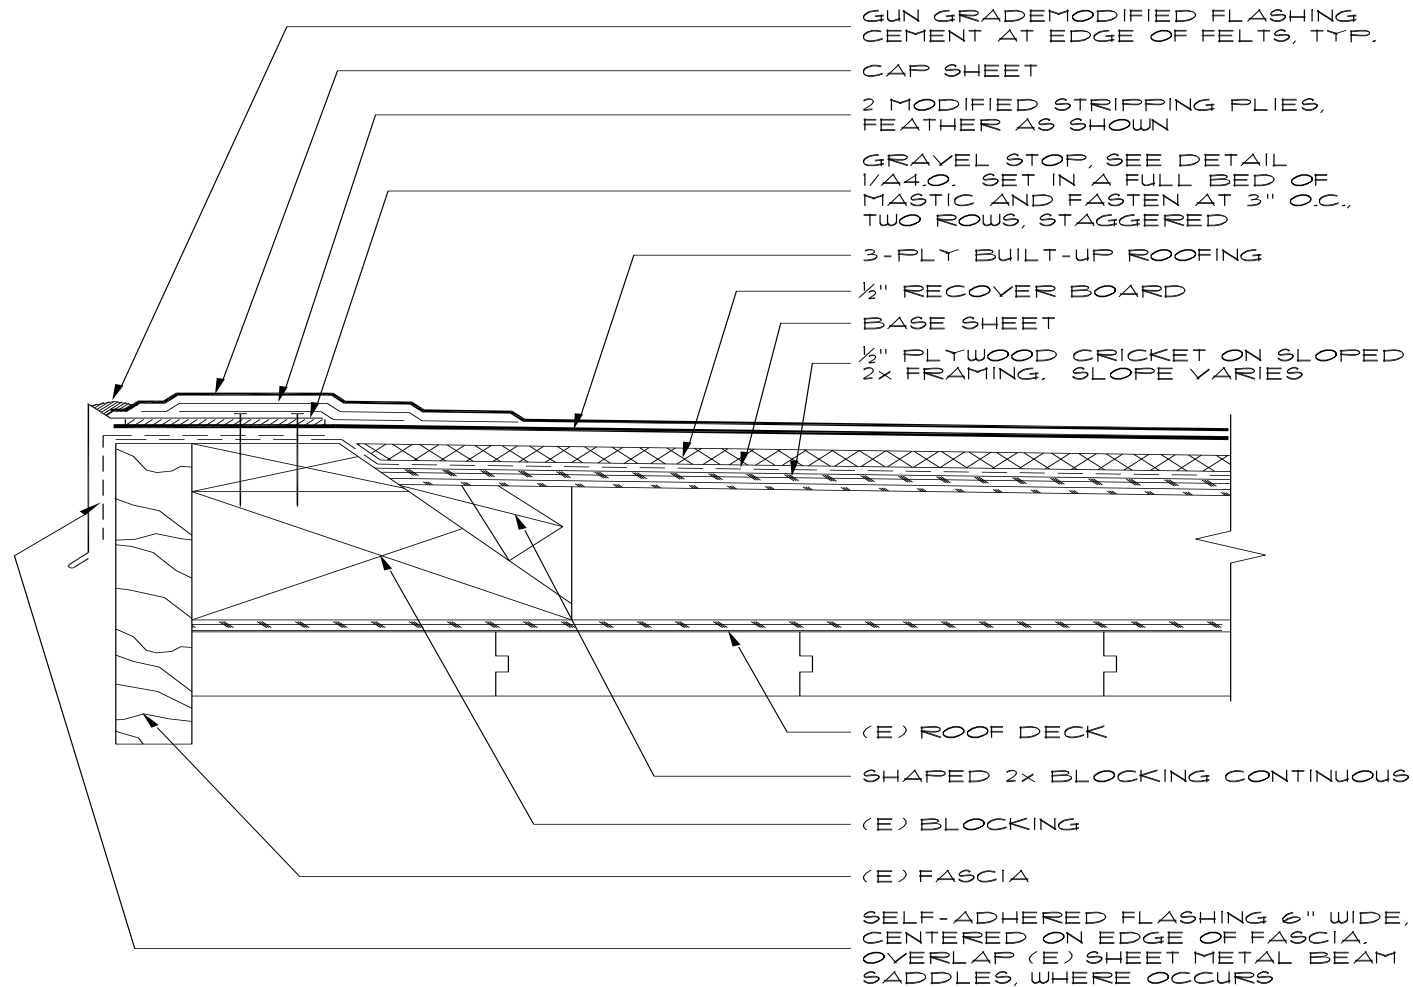 GUN GRADEMODIFIED FLASHING
CEMENT AT EDGE OF FELTS, TYP.
CAP SHEET
2 MODIFIED STRIPPING PLIES,
FEATHER AS SHOWN
GRAVEL STOP, SEE DETAIL
1/A4.0. SET IN A FULL BED OF
MASTIC AND FASTEN AT 3" O.C.,
TWO ROWS, STAGGERED
3-PLY BUILT-UP ROOFING
½" RECOVER BOARD
BASE SHEET
½" PLYWOOD CRICKET ON SLOPED
2x FRAMING. SLOPE VARIES
(E) ROOF DECK
SHAPED 2x BLOCKING CONTINUOUS
(E) BLOCKING
(E) FASCIA
SELF-ADHERED FLASHING 6" WIDE,
CENTERED ON EDGE OF FASCIA.
OVERLAP (E) SHEET METAL BEAM
SADDLES, WHERE OCCURS